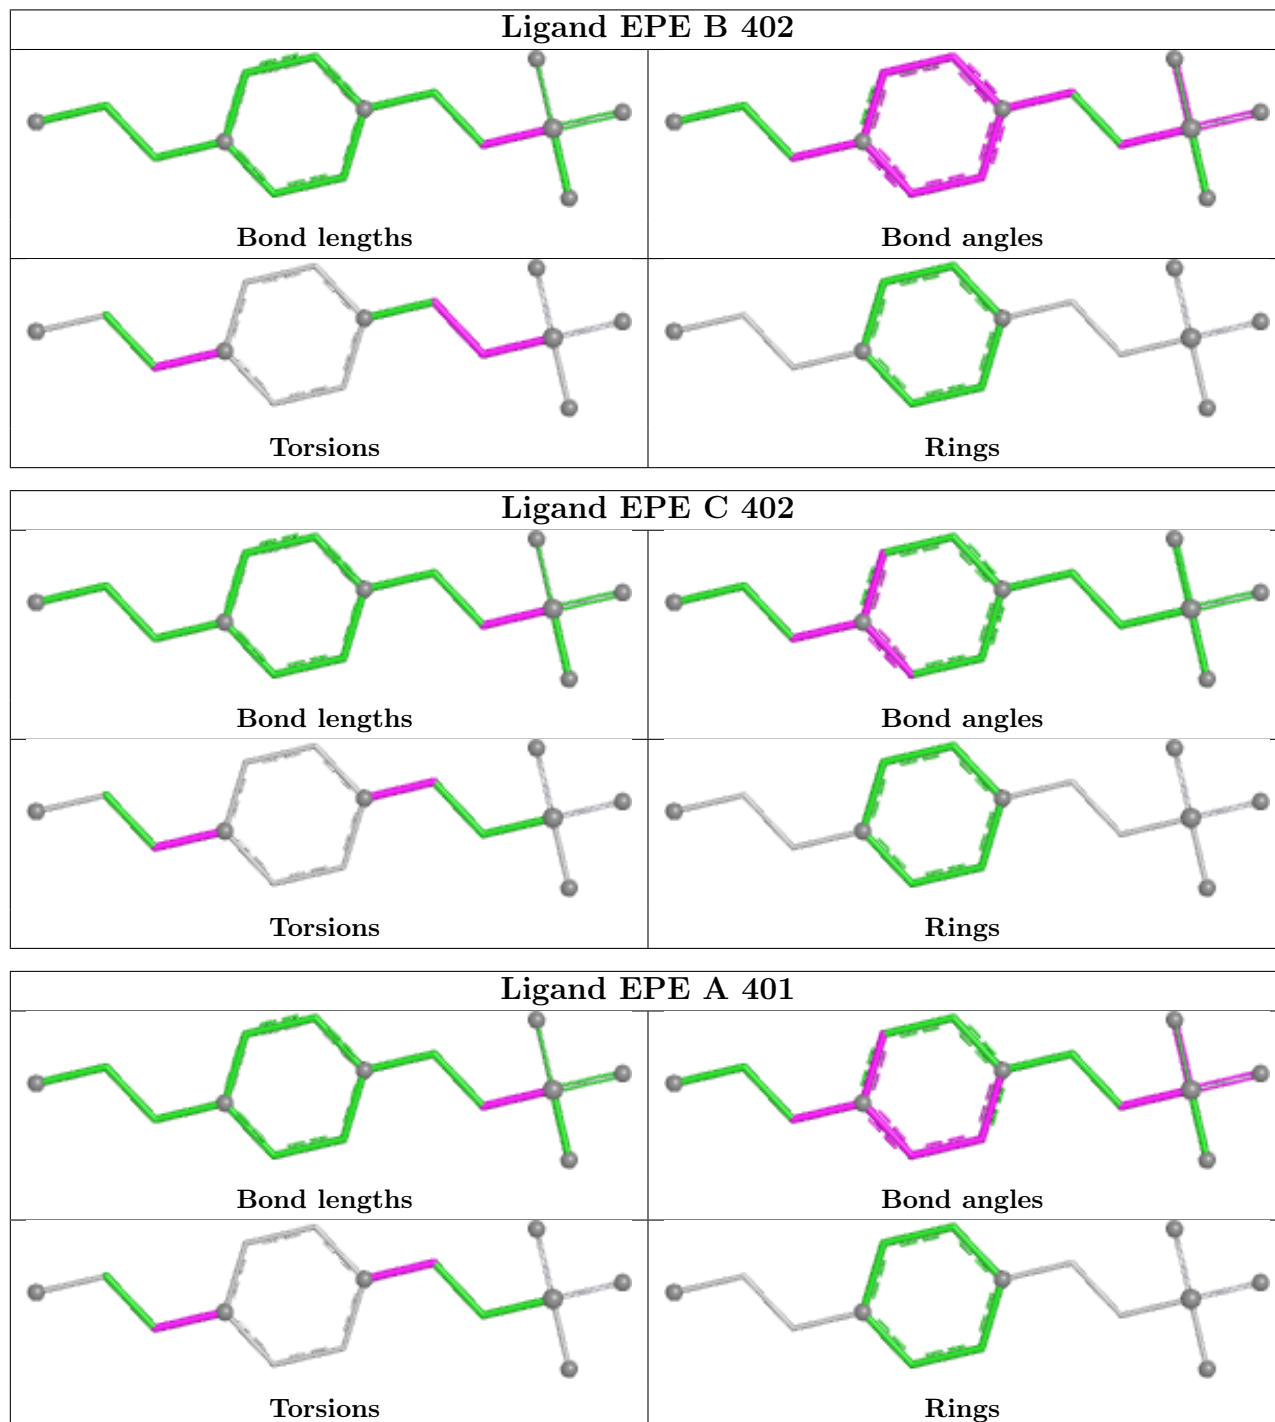 Ligand EPE B 402
Bond lengths
Bond angles
Torsions
Rings
Ligand EPE C 402
Bond lengths
Bond angles
Torsions
Rings
Ligand EPE A 401
Bond lengths
Bond angles
Torsions
Rings